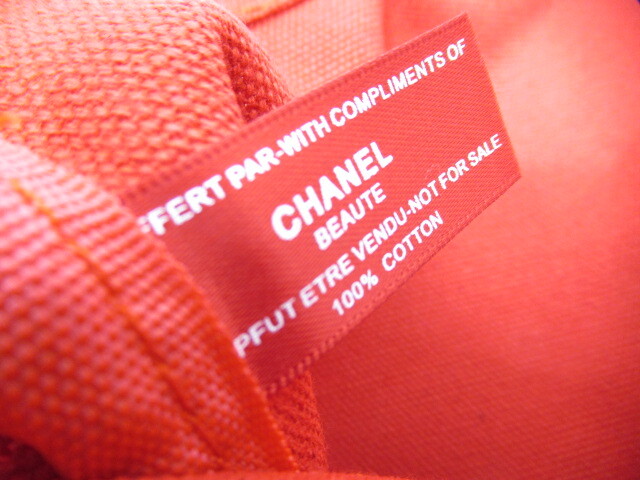 FFERT PAR-WITH COMPLIMENTS OF
CHANEL
BEAUTE
PFUT ETRE VENDU-NOT FOR SALE
100% COTTON